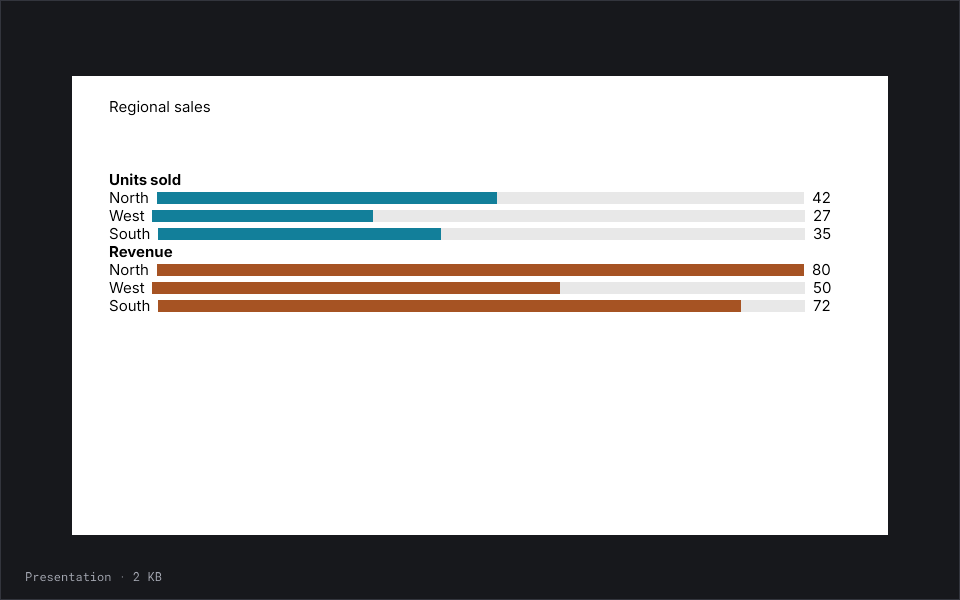 Regional sales
Units sold
North 42
West 27
South 35
Revenue
North 80
West 50
South 72
Presentation · 2 KB